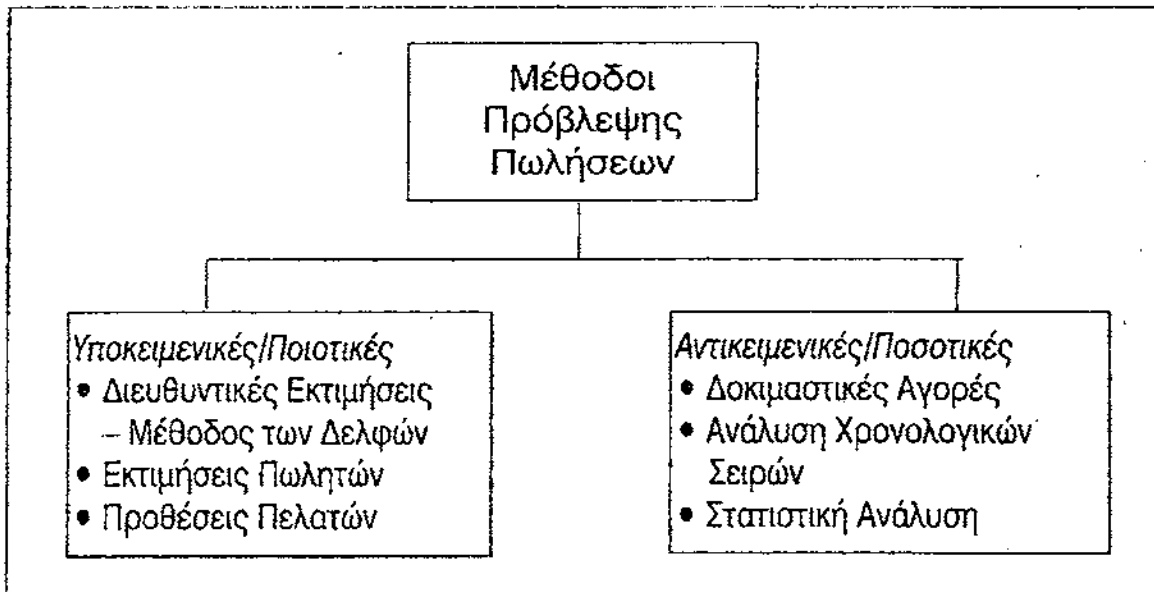 Μέθοδοι
Πρόβλεψης
Πωλήσεων
Υποκειμενικές/Ποιοτικές
• Διευθυντικές Εκτιμήσεις
– Μέθοδος των Δελφών
• Εκτιμήσεις Πωλητών
• Προθέσεις Πελατών
Αντικειμενικές/Ποσοτικές
• Δοκιμαστικές Αγορές
• Ανάλυση Χρονολογικών
Σειρών
• Στατιστική Ανάλυση